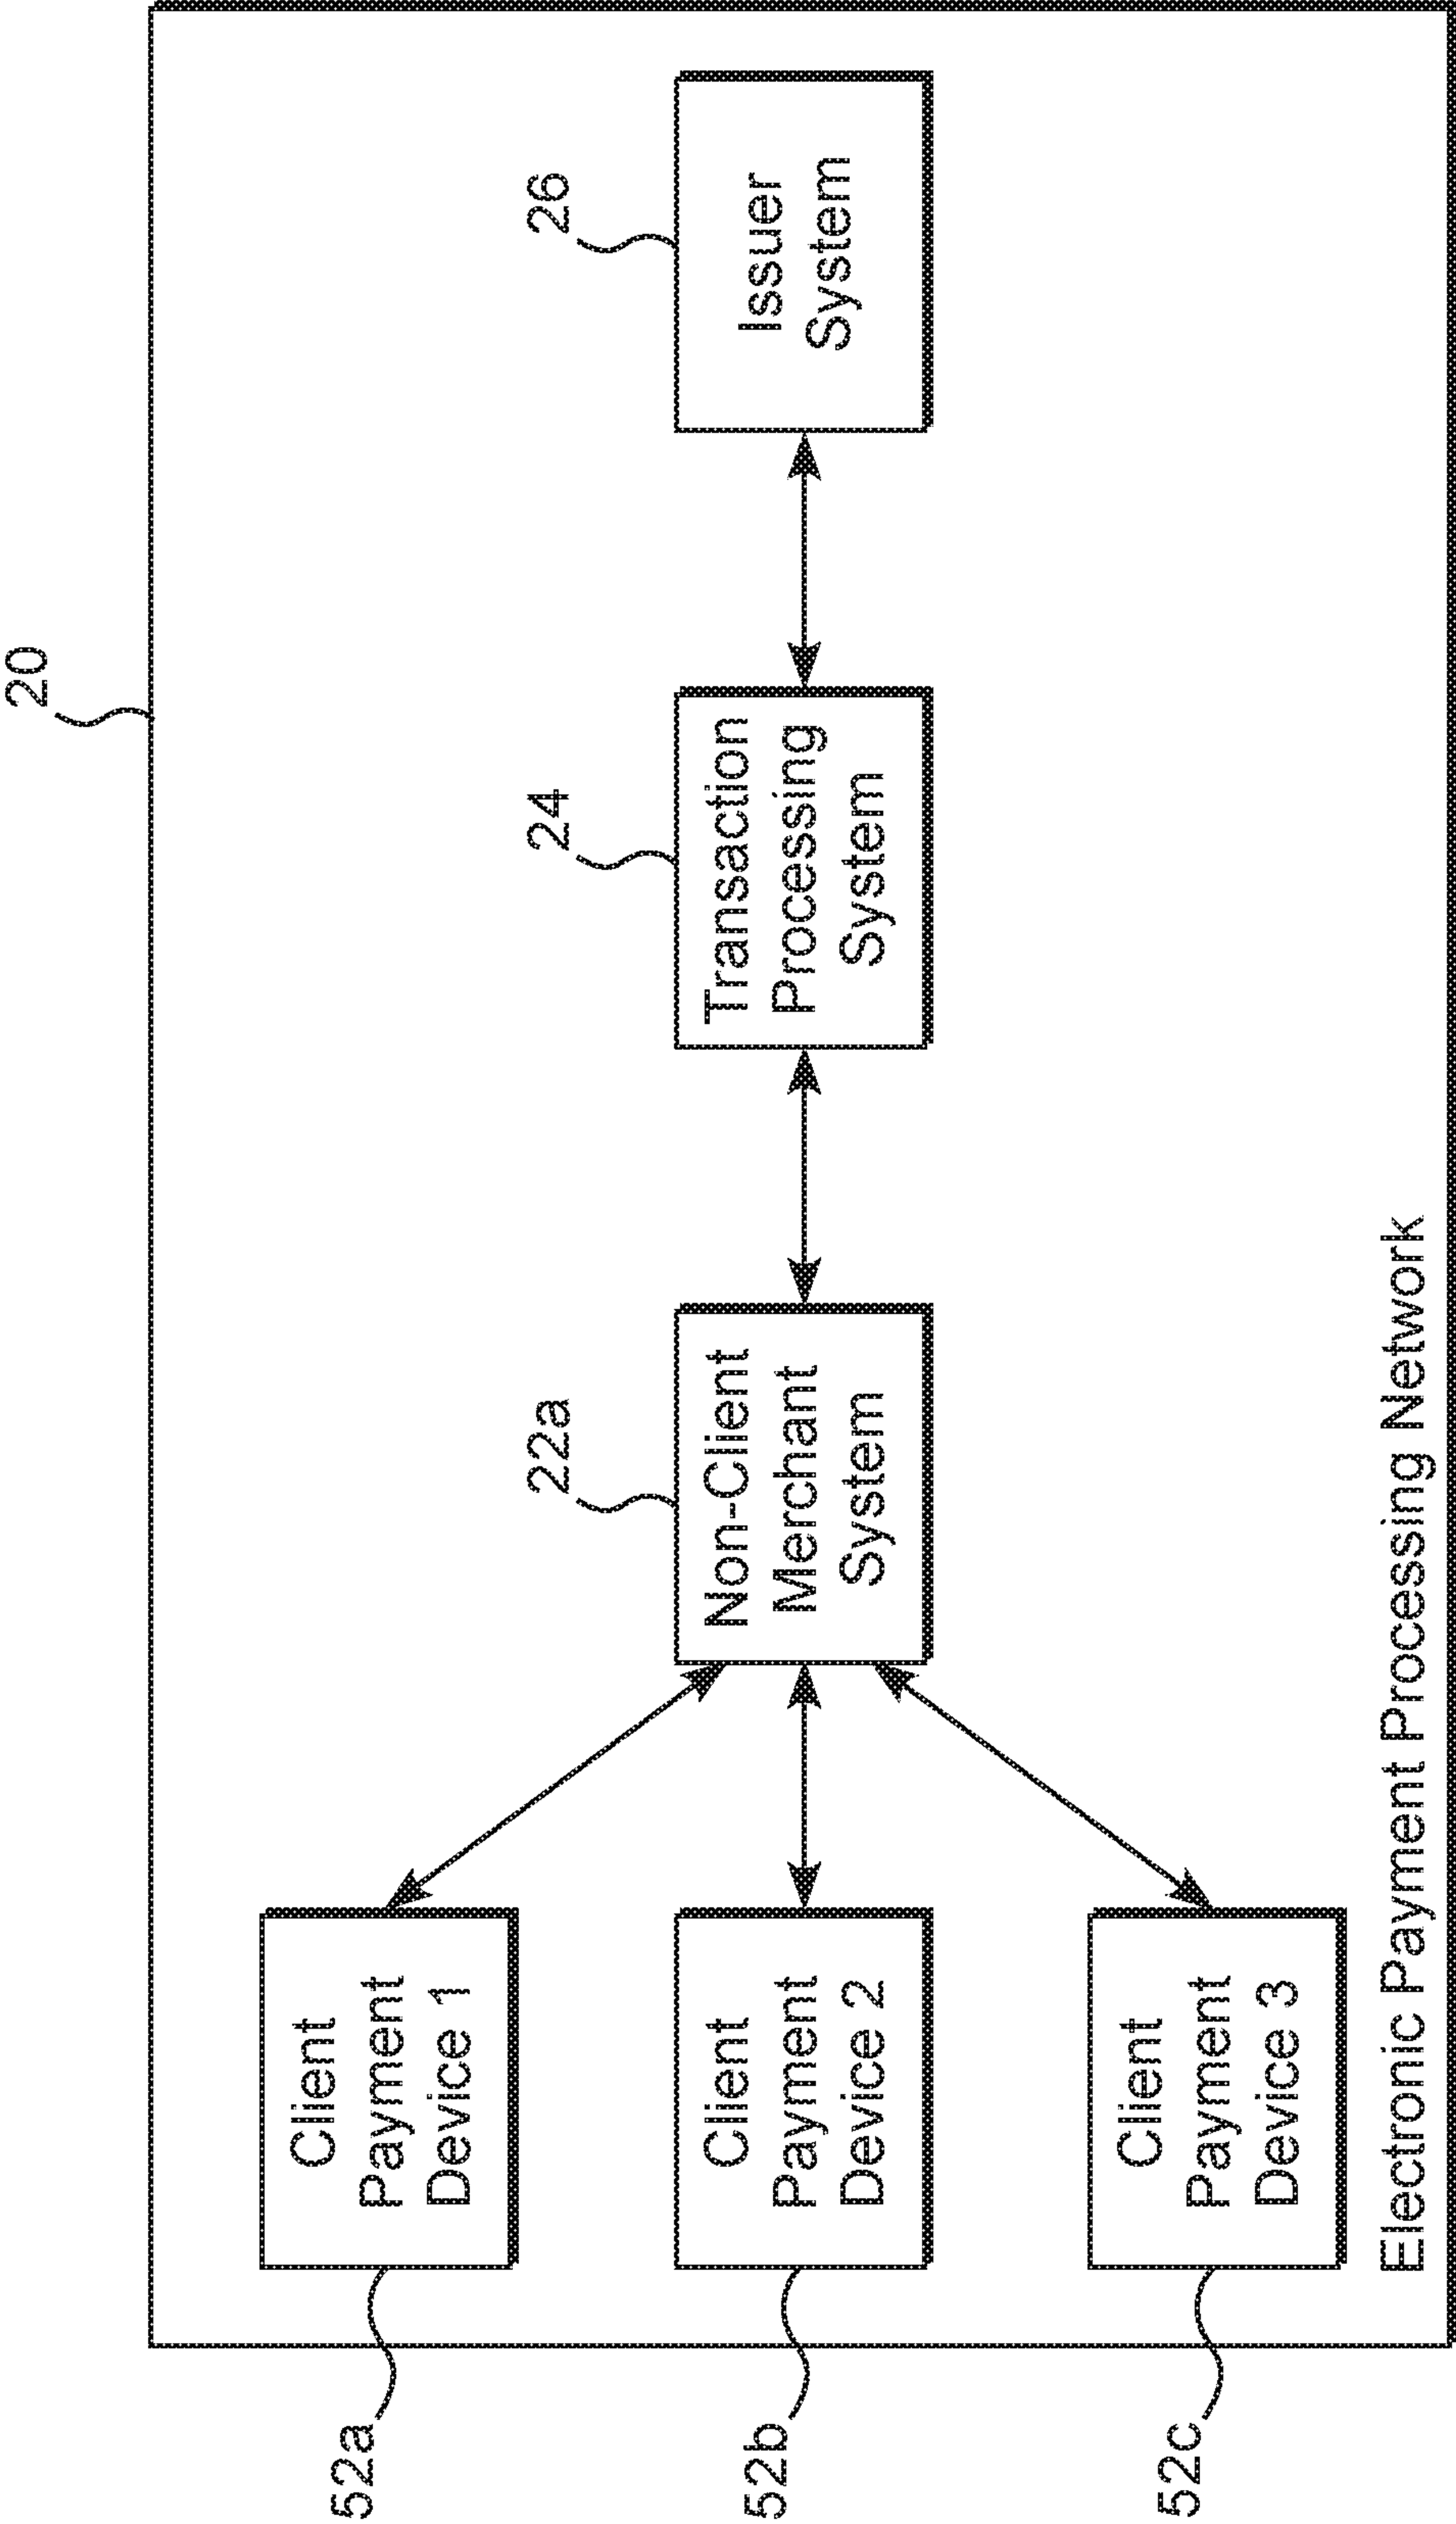 20
52a
Client
Payment
Device 1
52b
Client
Payment
Device 2
52c
Client
Payment
Device 3
22a
Non-Client
Merchant
System
24
Transaction
Processing
System
26
Issuer
System
Electronic Payment Processing Network